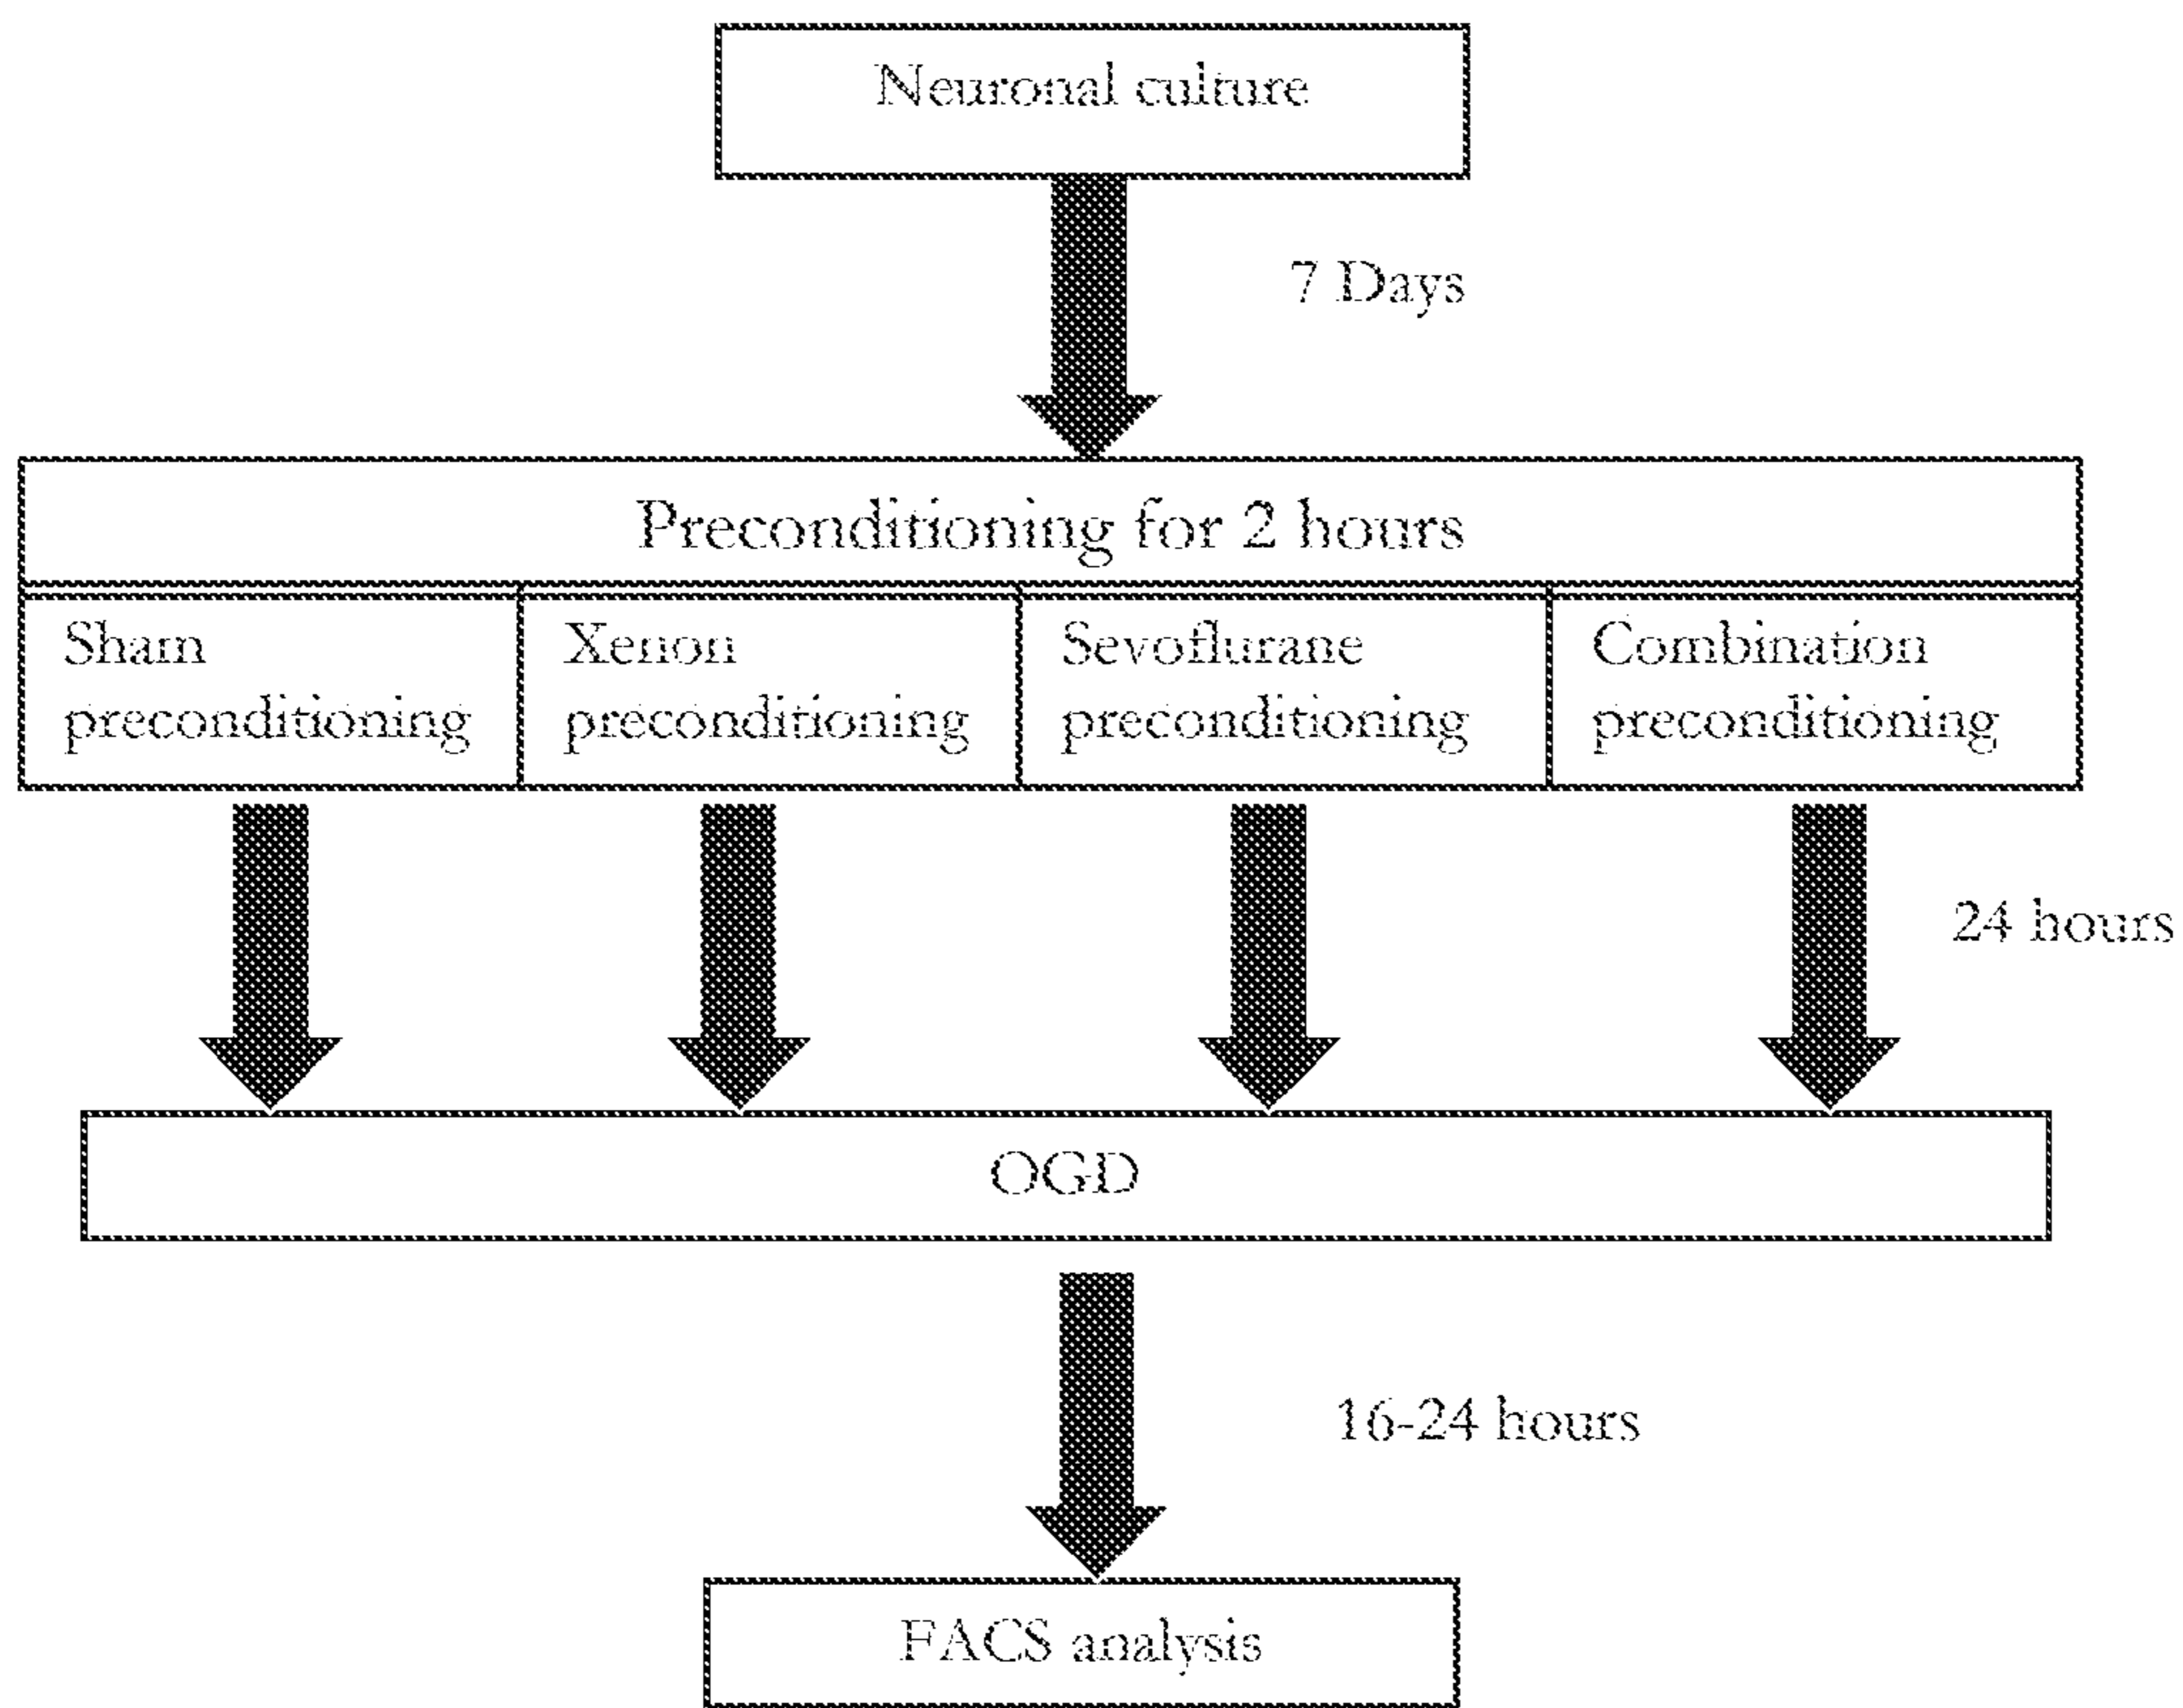 Neuronal culture
7 Days
Preconditioning for 2 hours
Sham
preconditioning
Xenon
preconditioning
Sevoflurane
preconditioning
Combination
preconditioning
24 hours
OGD
16-24 hours
FACS analysis